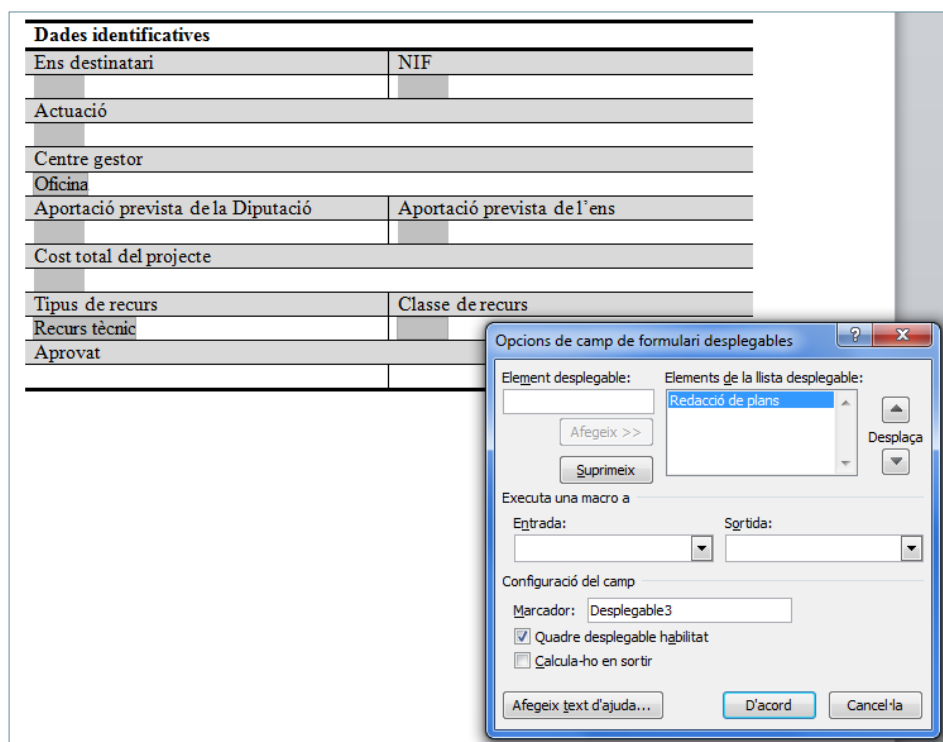 Dades identificatives
Ens destinatari NIF
Actuació
Centre gestor
Oficina
Aportació prevista de la Diputació Aportació prevista de l'ens
Cost total del projecte
Tipus de recurs Classe de recurs
Recurs tècnic
Aprovat
Opcions de camp de formulari desplegables
Element desplegable: Elements de la llista desplegable:
Redacció de plans
Afegeix >>
Desplaça
Suprimeix
Executa una macro a
Entrada: Sortida:
Configuració del camp
Marcador: Desplegable3
Quadre desplegable habilitat
Calcula-ho en sortir
Afegeix text d'ajuda... D'acord Cancel·la